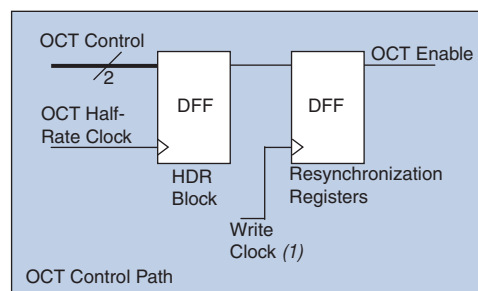 OCT Control
2
DFF
DFF
OCT Enable
OCT Half-
Rate Clock
HDR
Block
Resynchronization
Registers
Write
Clock (1)
OCT Control Path